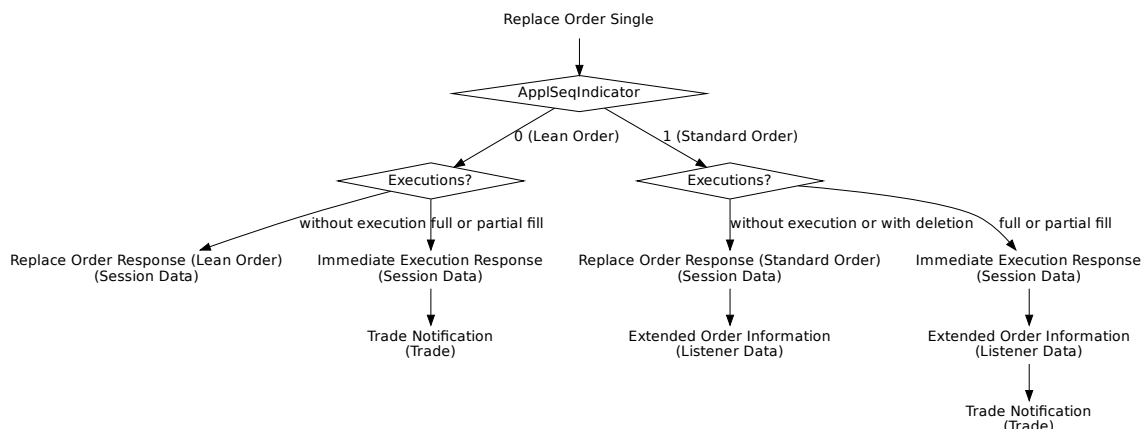 Replace Order Single
ApplSeqIndicator
0 (Lean Order)
1 (Standard Order)
Executions?
Executions?
without execution
full or partial fill
without execution or with deletion
full or partial fill
Replace Order Response (Lean Order)
(Session Data)
Immediate Execution Response
(Session Data)
Replace Order Response (Standard Order)
(Session Data)
Immediate Execution Response
(Session Data)
Trade Notification
(Trade)
Extended Order Information
(Listener Data)
Extended Order Information
(Listener Data)
Trade Notification
(Trade)